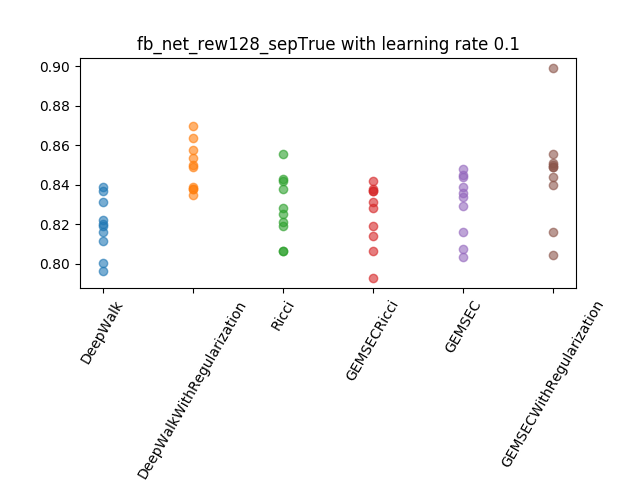 fb_net_rew128_sepTrue with learning rate 0.1
0.90
0.88
0.86
0.84
0.82
0.80
DeepWalk
DeepWalkWithRegularization
Ricci
GEMSECRicci
GEMSEC
GEMSECWithRegularization